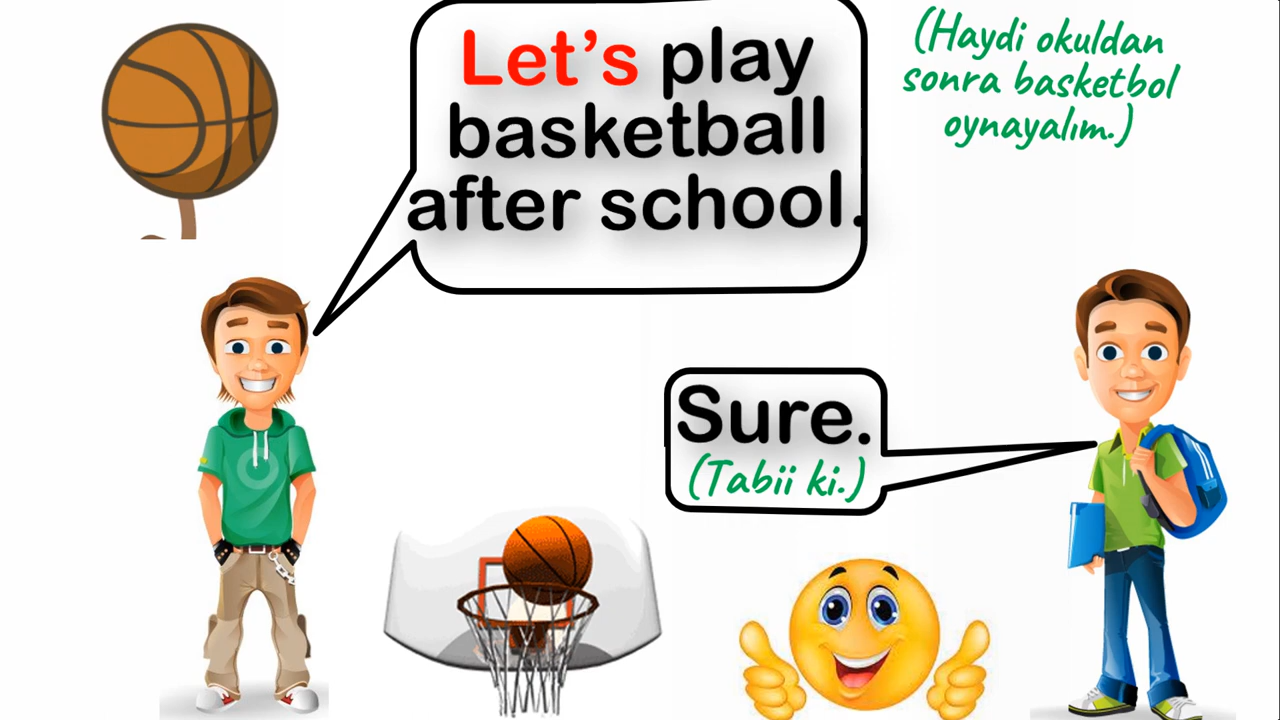 Let's play
basketball
after school.
(Haydi okuldan
sonra basketbol
oynayalım.)
Sure.
(Tabii ki.)